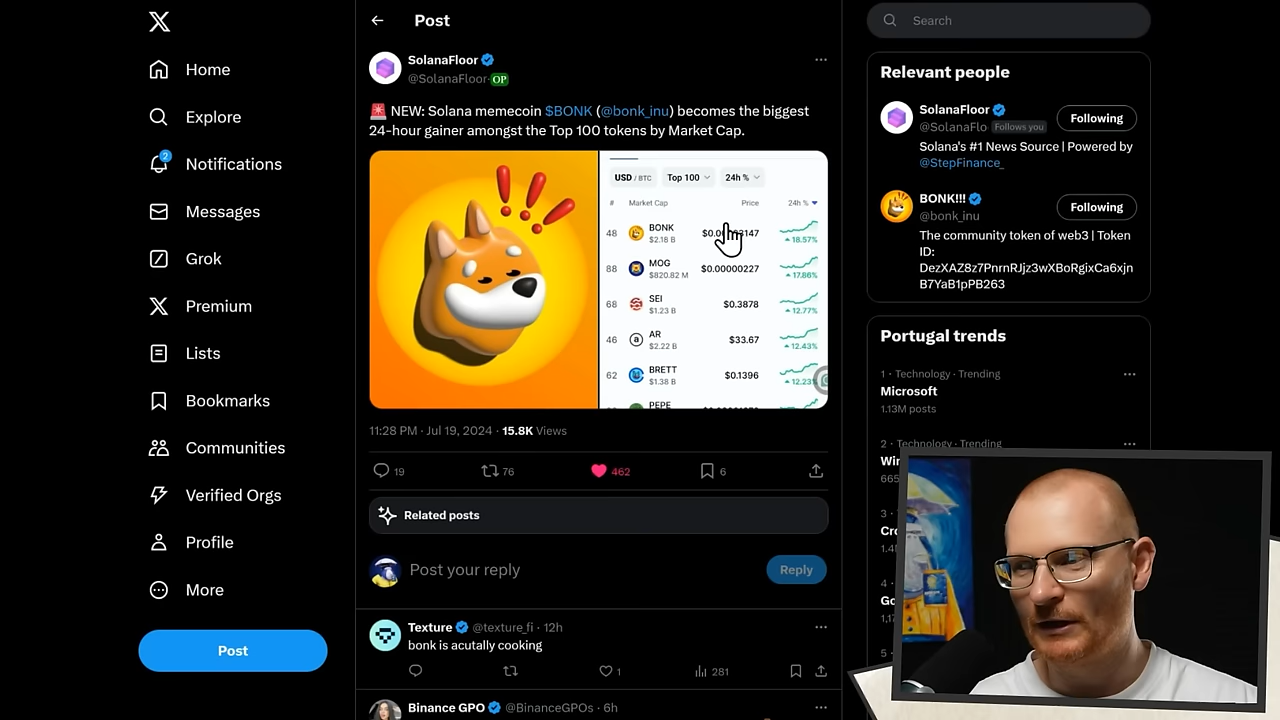 Home
Explore
2
Notifications
Messages
Grok
Premium
Lists
Bookmarks
Communities
Verified Orgs
Profile
More
Post
Post
SolanaFloor
@SolanaFloor OP
NEW: Solana memecoin $BONK (@bonk_inu) becomes the biggest
24-hour gainer amongst the Top 100 tokens by Market Cap.
USD / BTC Top 100 24h %
# Market Cap Price 24h %
48 BONK
$2.18 B 18.57%
88 MOG $0.00000227
$820.82 M 17.86%
68 SEI $0.3878
$1.23 B 12.77%
46 AR $33.67
$2.22 B 12.43%
62 BRETT $0.1396
$1.38 B 12.23%
PEPE
11:28 PM · Jul 19, 2024 · 15.8K Views
19 76 462 6
Related posts
Post your reply
Reply
Texture @texture_fi · 12h
bonk is acutally cooking
1 281
Binance GPO @BinanceGPOs · 6h
Search
Relevant people
SolanaFloor
@SolanaFlo Follows you
Following
Solana's #1 News Source | Powered by
@StepFinance_
BONK!!!
@bonk_inu
Following
The community token of web3 | Token
ID:
DezXAZ8z7PnrnRJjz3wXBoRgixCa6xjn
B7YaB1pPB263
Portugal trends
1 · Technology · Trending
Microsoft
1.13M posts
2 · Technology · Trending
3
4
5